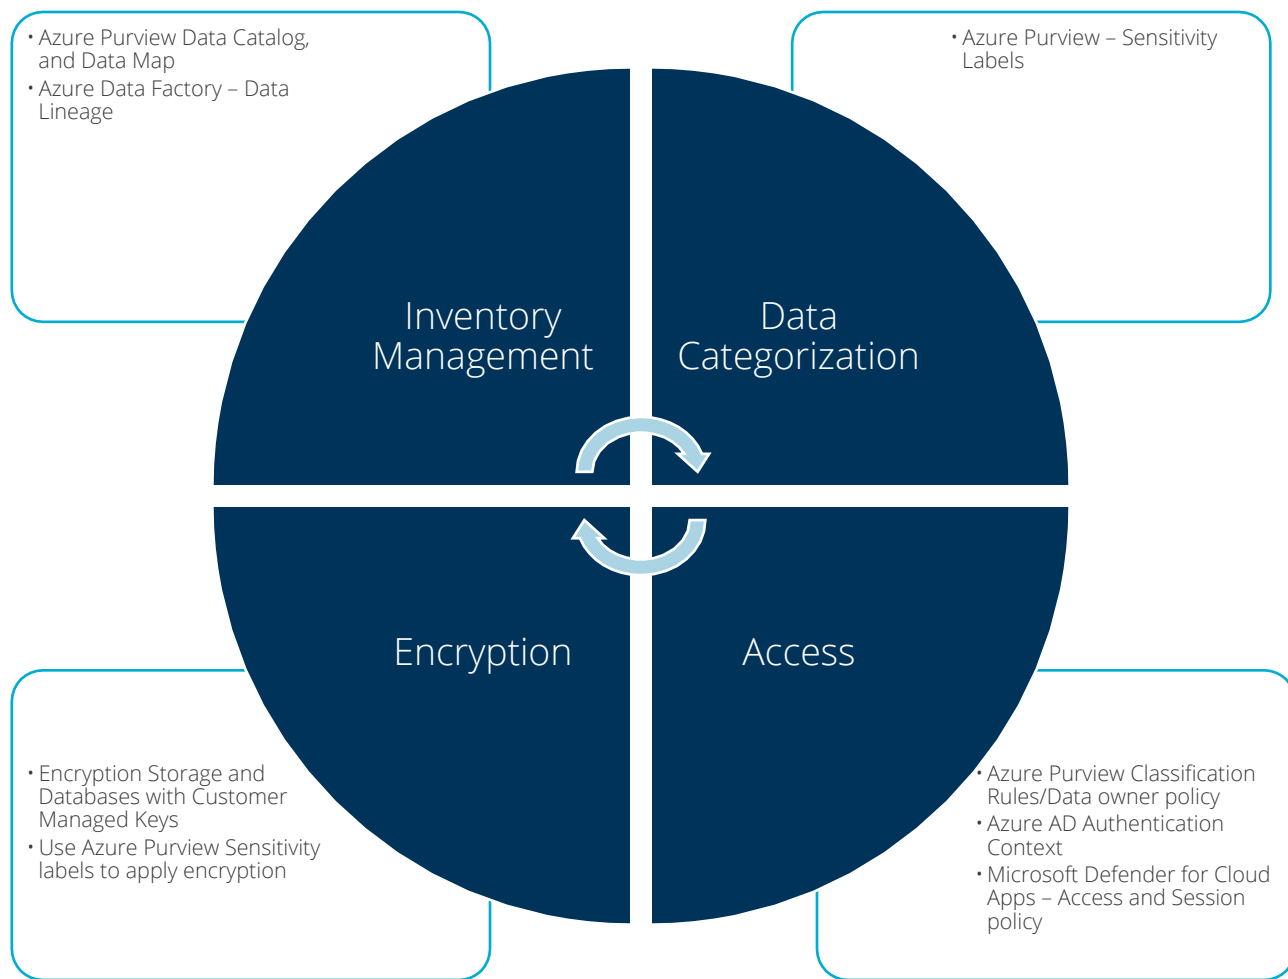 • Azure Purview Data Catalog,
and Data Map
• Azure Data Factory – Data
Lineage
• Azure Purview – Sensitivity
Labels
Inventory
Management
Data
Categorization
Encryption
Access
• Encryption Storage and
Databases with Customer
Managed Keys
• Use Azure Purview Sensitivity
labels to apply encryption
• Azure Purview Classification
Rules/Data owner policy
• Azure AD Authentication
Context
• Microsoft Defender for Cloud
Apps – Access and Session
policy